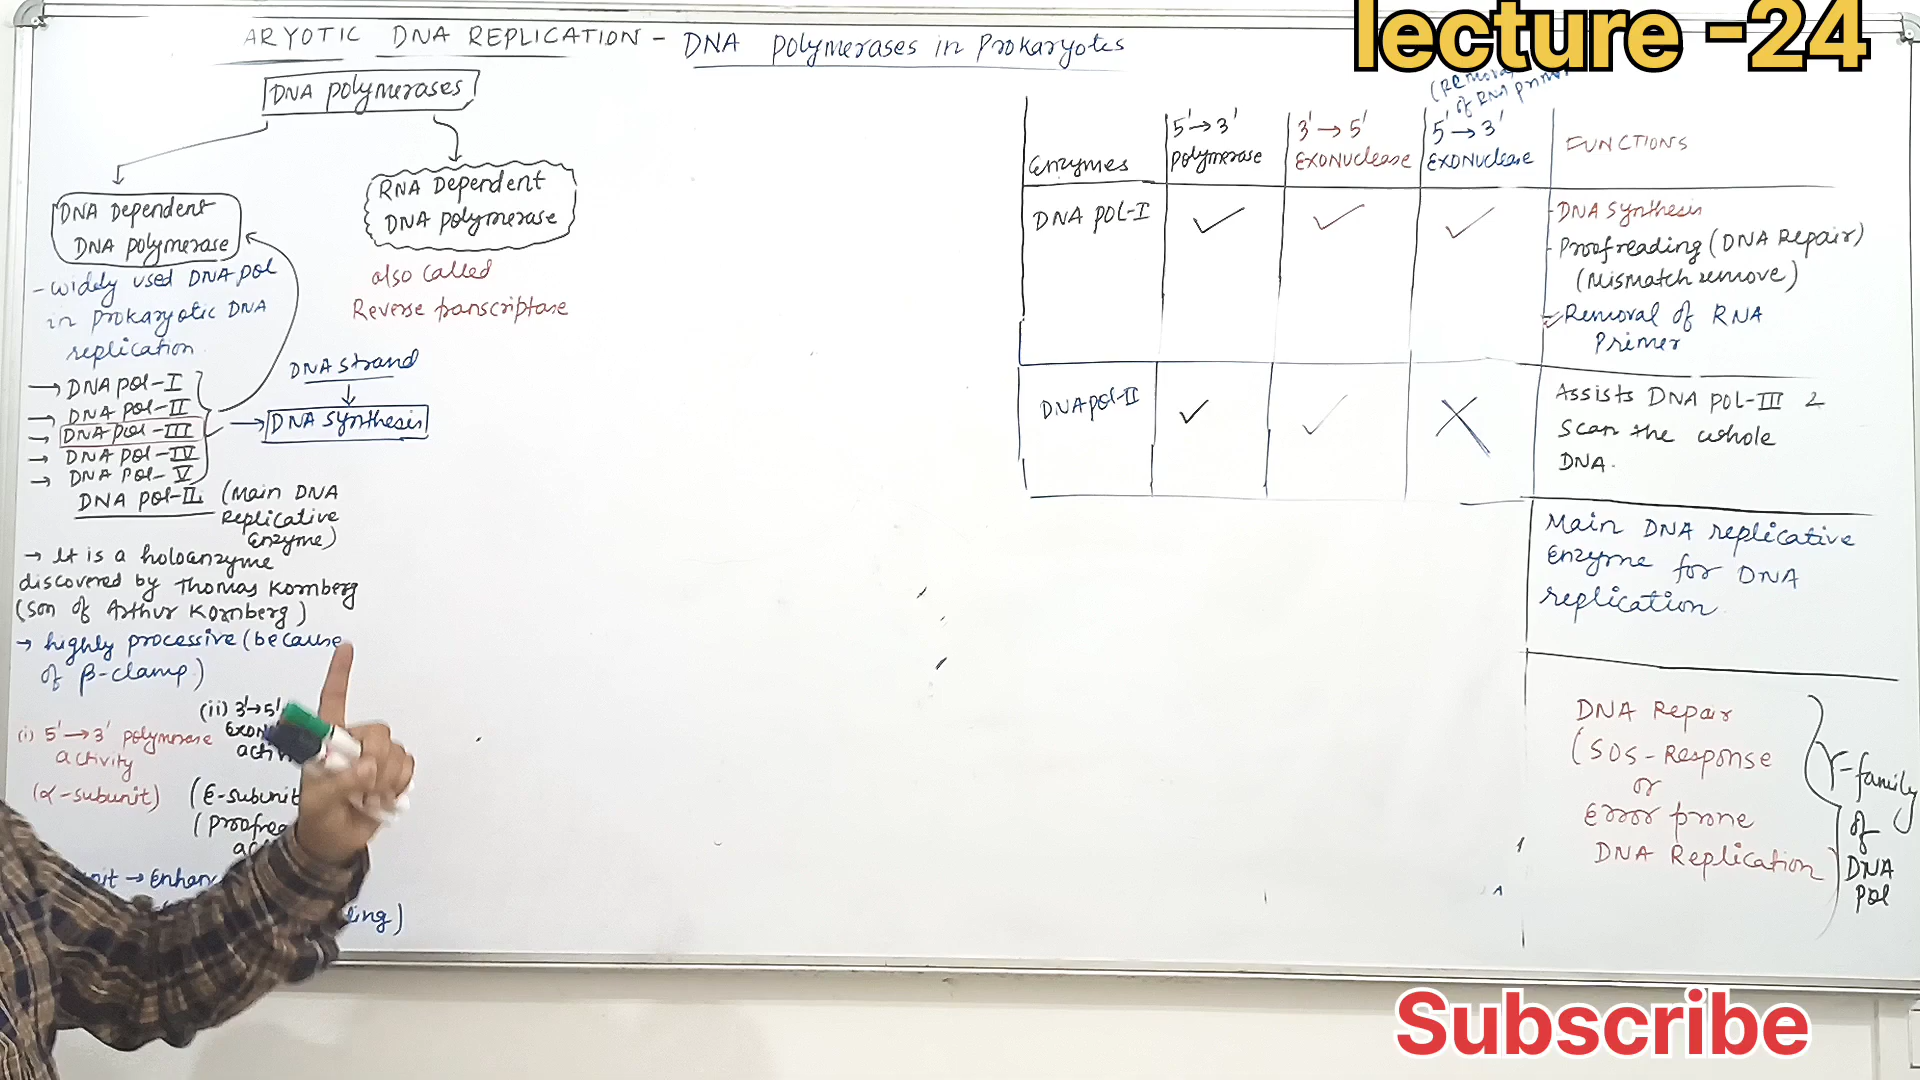 lecture -24
ARYOTIC DNA REPLICATION - DNA polymerases in Prokaryotes
DNA polymerases
DNA Dependent
DNA polymerase
RNA Dependent
DNA polymerase
also called
Reverse transcriptase
- widely used DNA pol
in prokaryotic DNA
replication
→ DNA pol-I
→ DNA pol-II
→ DNA pol-III
→ DNA pol-IV
→ DNA pol-V
DNA strand
→ DNA synthesis
DNA pol-III (Main DNA
Replicative
Enzyme)
→ It is a holoenzyme
discovered by Thomas Kornberg
(Son of Arthur Kornberg)
→ highly processive (because
of β-clamp)
(i) 5'→3' polymerase
activity
(α-subunit)
(ii) 3'→5'
(ε-subunit
→ Enhan
(Removal
of RNA
Enzymes
5'→3'
polymerase
3'→5'
Exonuclease
5'→3'
Exonuclease
FUNCTIONS
DNA pol-I ✓ ✓ ✓
- DNA synthesis
- Proofreading (DNA Repair)
(Mismatch remove)
- Removal of RNA
Primer
DNA pol-II ✓ ✓ X
Assists DNA pol-III &
Scan the whole
DNA.
Main DNA replicative
Enzyme for DNA
replication
DNA Repair
(SOS-Response
or
Error prone
DNA Replication
Y-family
of
DNA
pol
Subscribe